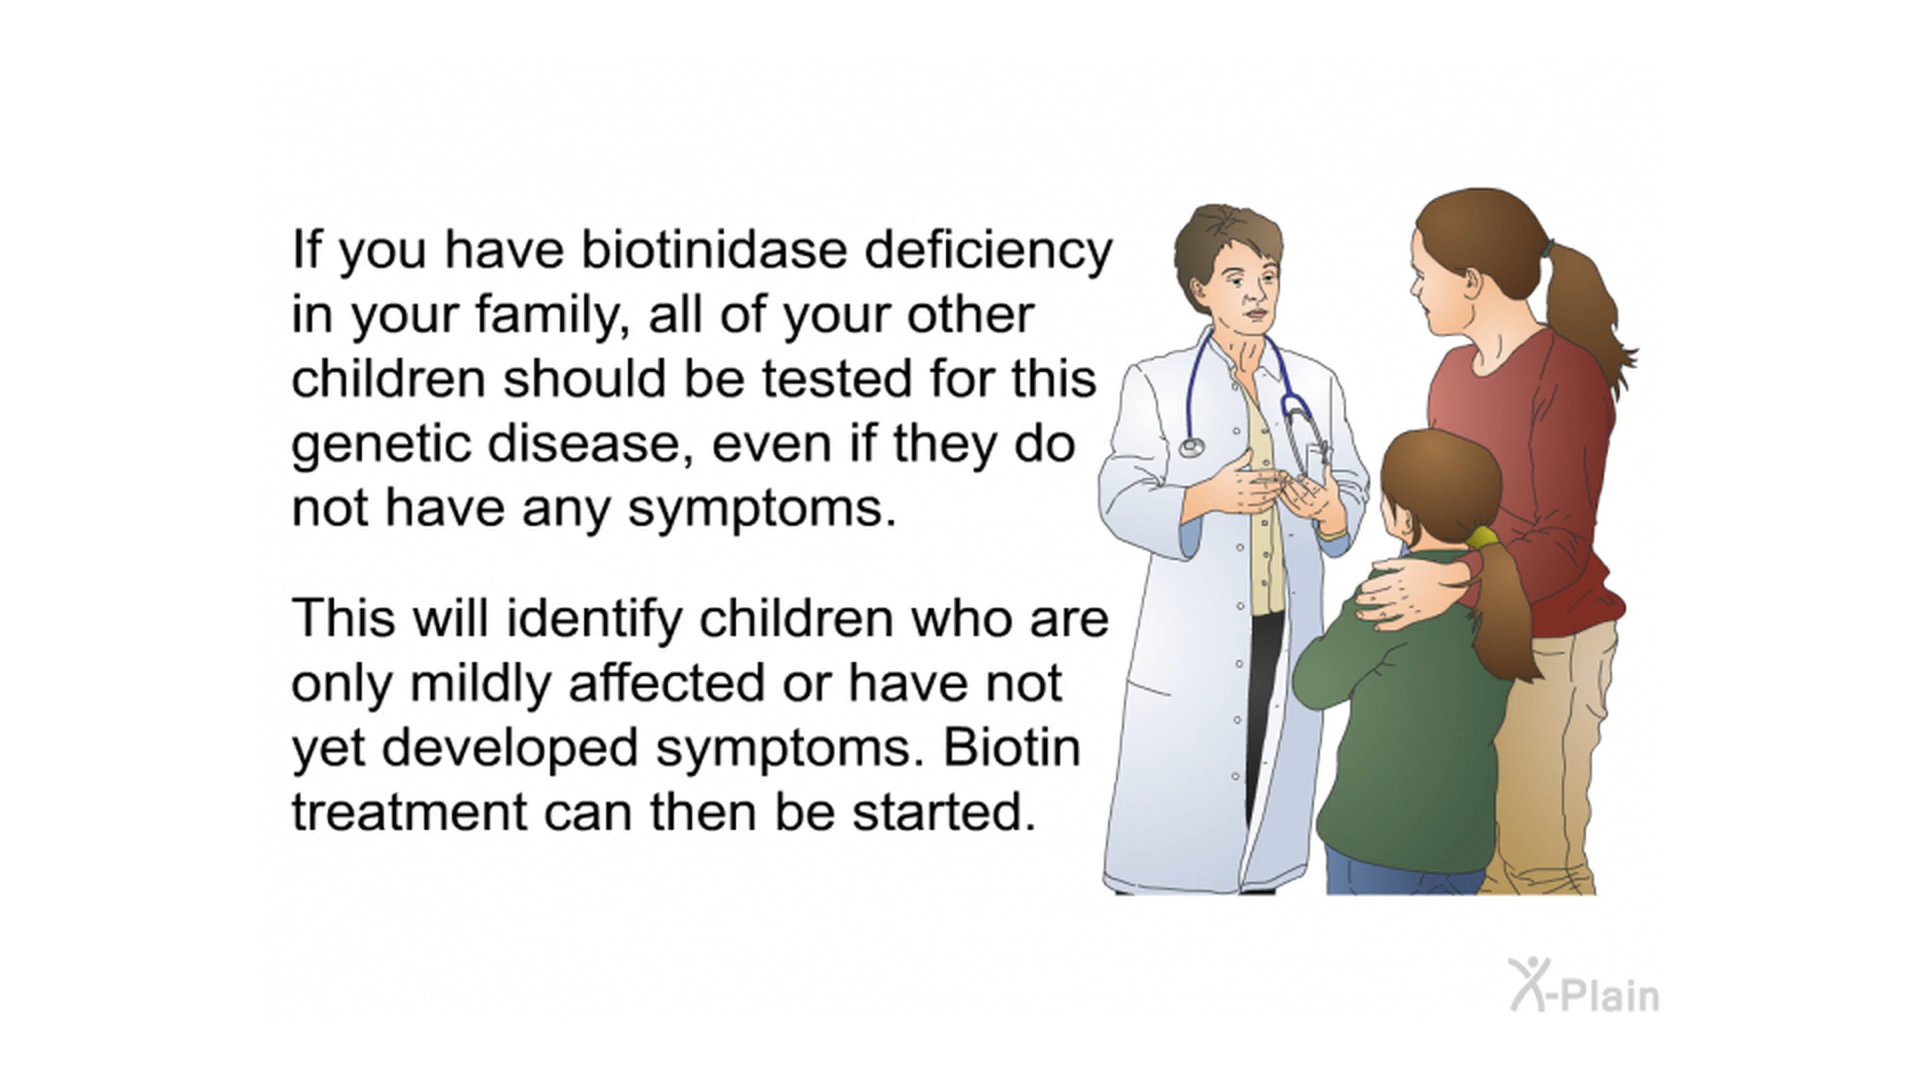 If you have biotinidase deficiency
in your family, all of your other
children should be tested for this
genetic disease, even if they do
not have any symptoms.
This will identify children who are
only mildly affected or have not
yet developed symptoms. Biotin
treatment can then be started.
X-Plain